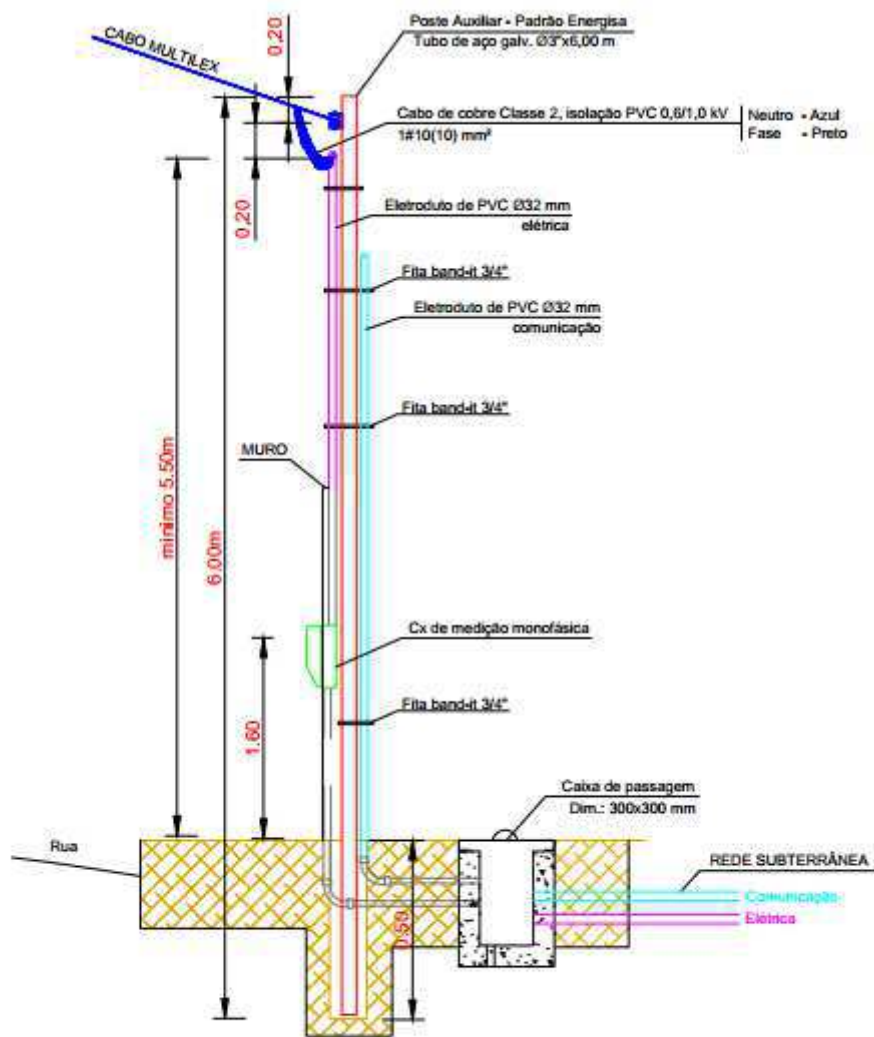 Poste Auxiliar - Padrão Energisa
Tubo de aço galv. Ø3"x6,00 m
CABO MULTILEX
0,20
Cabo de cobre Classe 2, isolação PVC 0,6/1,0 kV
1#10(10) mm²
Neutro - Azul
Fase - Preto
0,20
Eletroduto de PVC Ø32 mm
elétrica
Fita band-it 3/4"
Eletroduto de PVC Ø32 mm
comunicação
Fita band-it 3/4"
MURO
mínimo 5.50m
6.00m
Cx de medição monofásica
1.60
Fita band-it 3/4"
Caixa de passagem
Dim.: 300x300 mm
Rua
REDE SUBTERRÂNEA
Comunicação
Elétrica
0.50